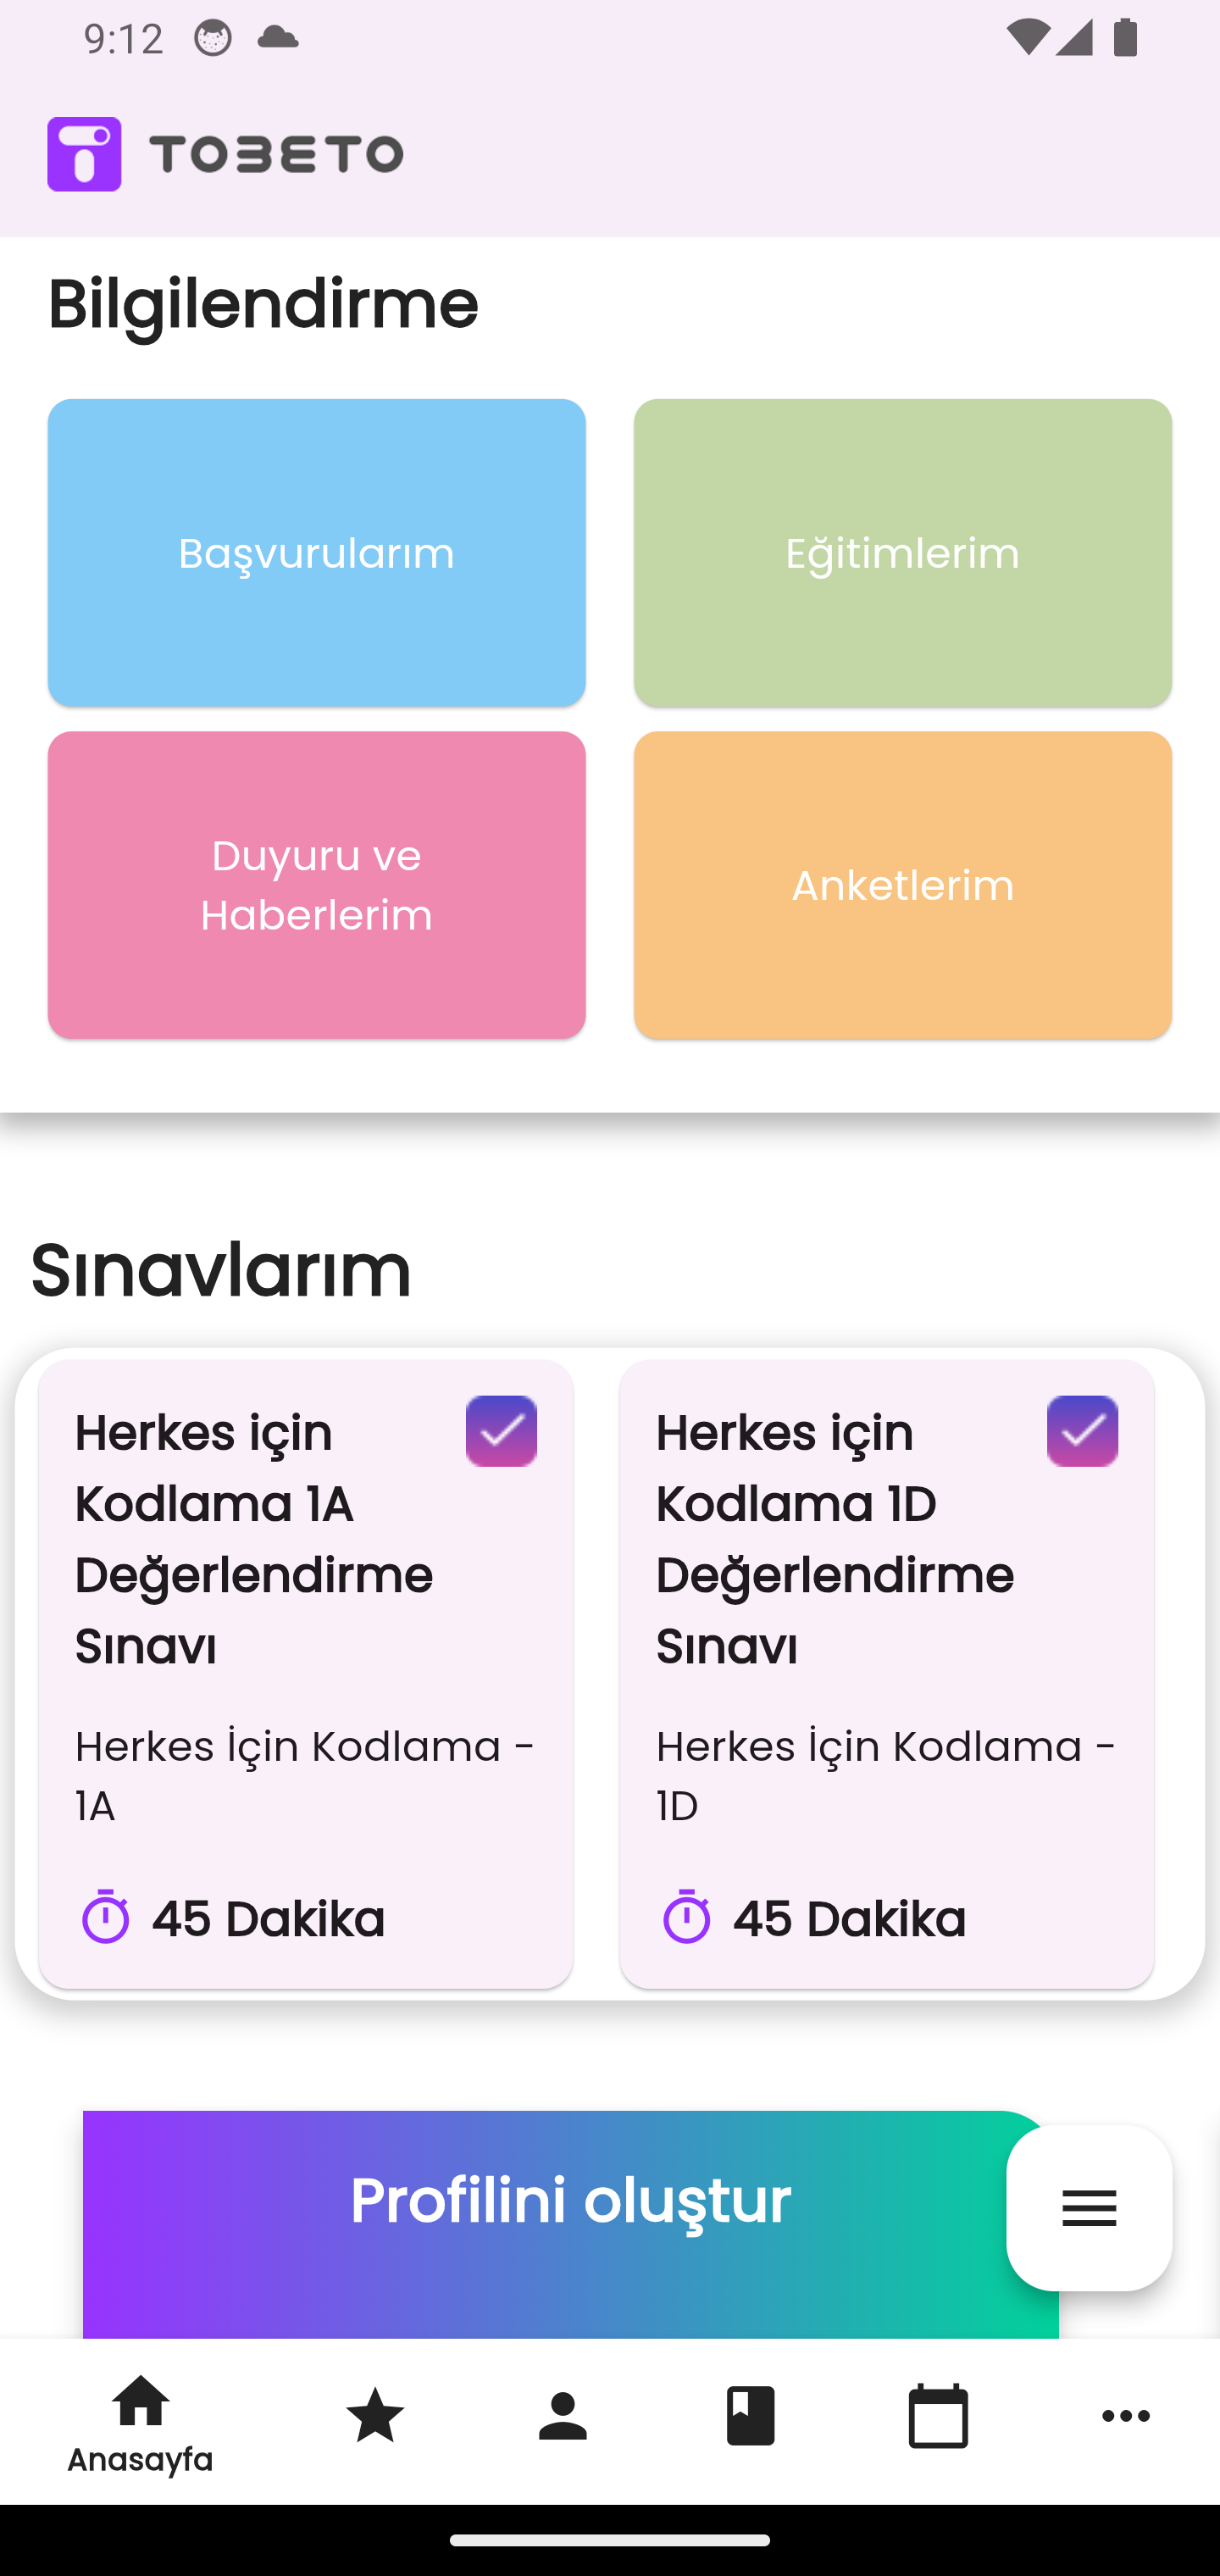 9:12
TOBETO
Bilgilendirme
Başvurularım
Eğitimlerim
Duyuru ve
Haberlerim
Anketlerim
Sınavlarım
Herkes için
Kodlama 1A
Değerlendirme
Sınavı
Herkes İçin Kodlama -
1A
45 Dakika
Herkes için
Kodlama 1D
Değerlendirme
Sınavı
Herkes İçin Kodlama -
1D
45 Dakika
Profilini oluştur
Anasayfa